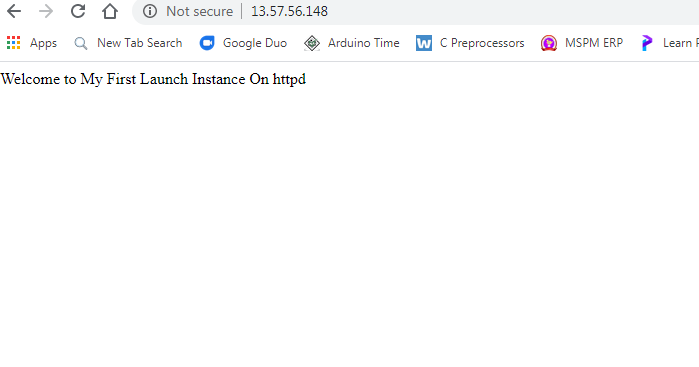 Not secure | 13.57.56.148
Apps New Tab Search Google Duo Arduino Time W C Preprocessors MSPM ERP Learn
Welcome to My First Launch Instance On httpd